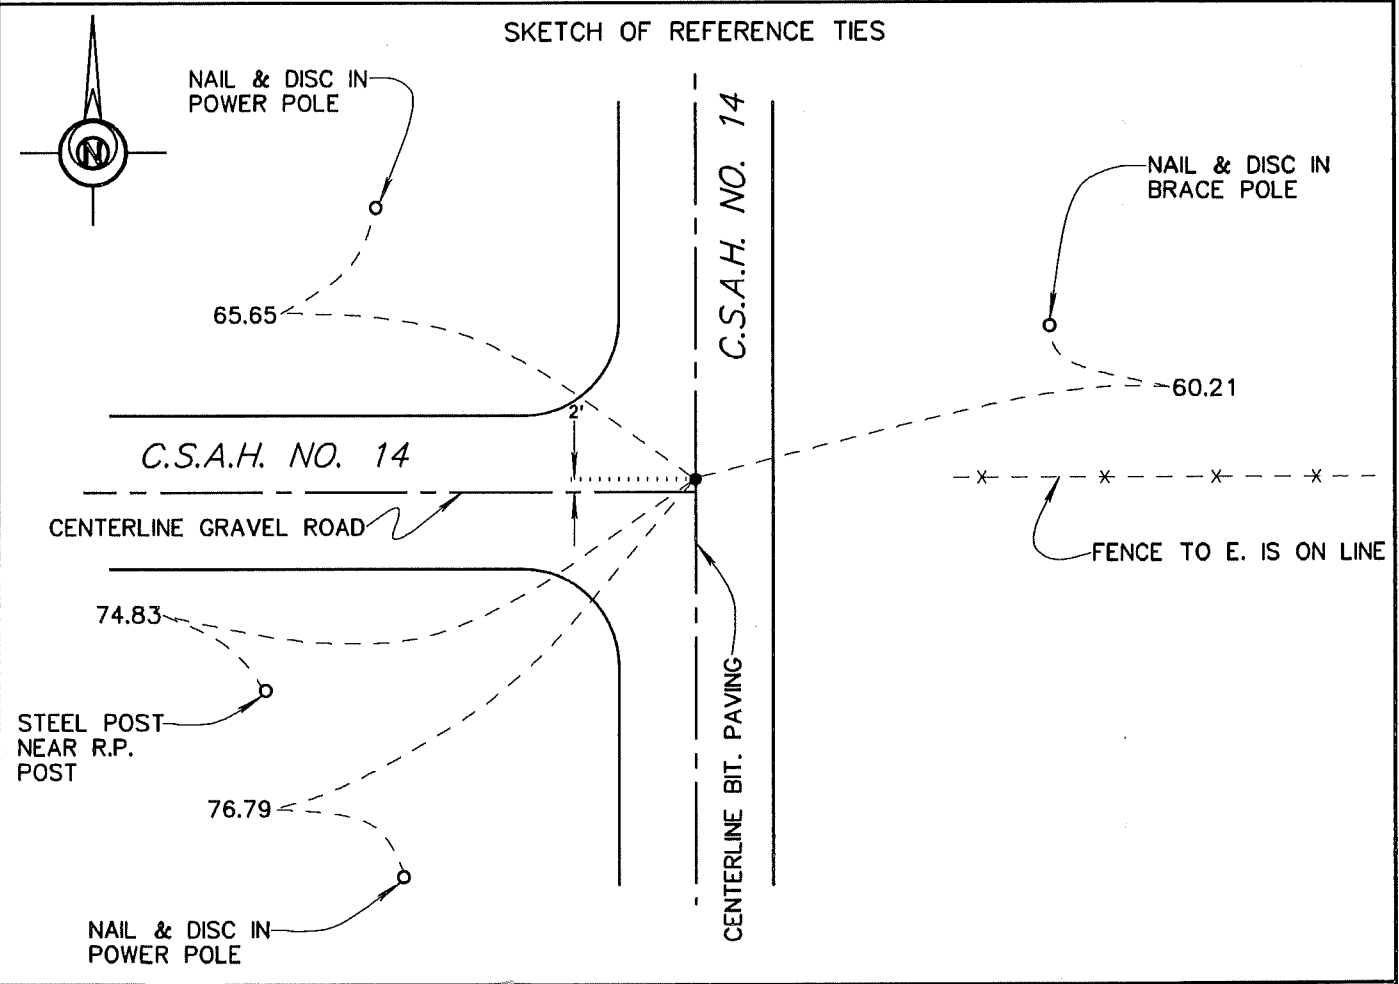 SKETCH OF REFERENCE TIES
N
NAIL & DISC IN
POWER POLE
C.S.A.H. NO. 14
NAIL & DISC IN
BRACE POLE
65.65
60.21
2'
C.S.A.H. NO. 14
CENTERLINE GRAVEL ROAD
FENCE TO E. IS ON LINE
74.83
STEEL POST
NEAR R.P.
POST
CENTERLINE BIT. PAVING
76.79
NAIL & DISC IN
POWER POLE